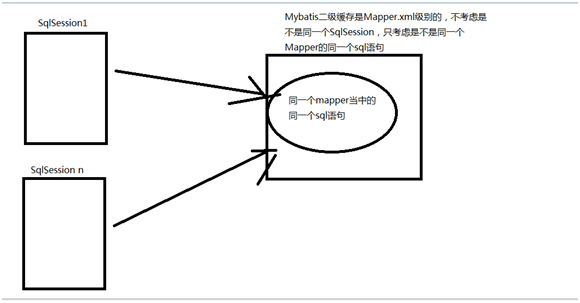 SqlSession1
Mybatis二级缓存是Mapper.xml级别的，不考虑是
不是同一个SqlSession，只考虑是不是同一个
Mapper的同一个sql语句
同一个mapper当中的
同一个sql语句
SqlSession n